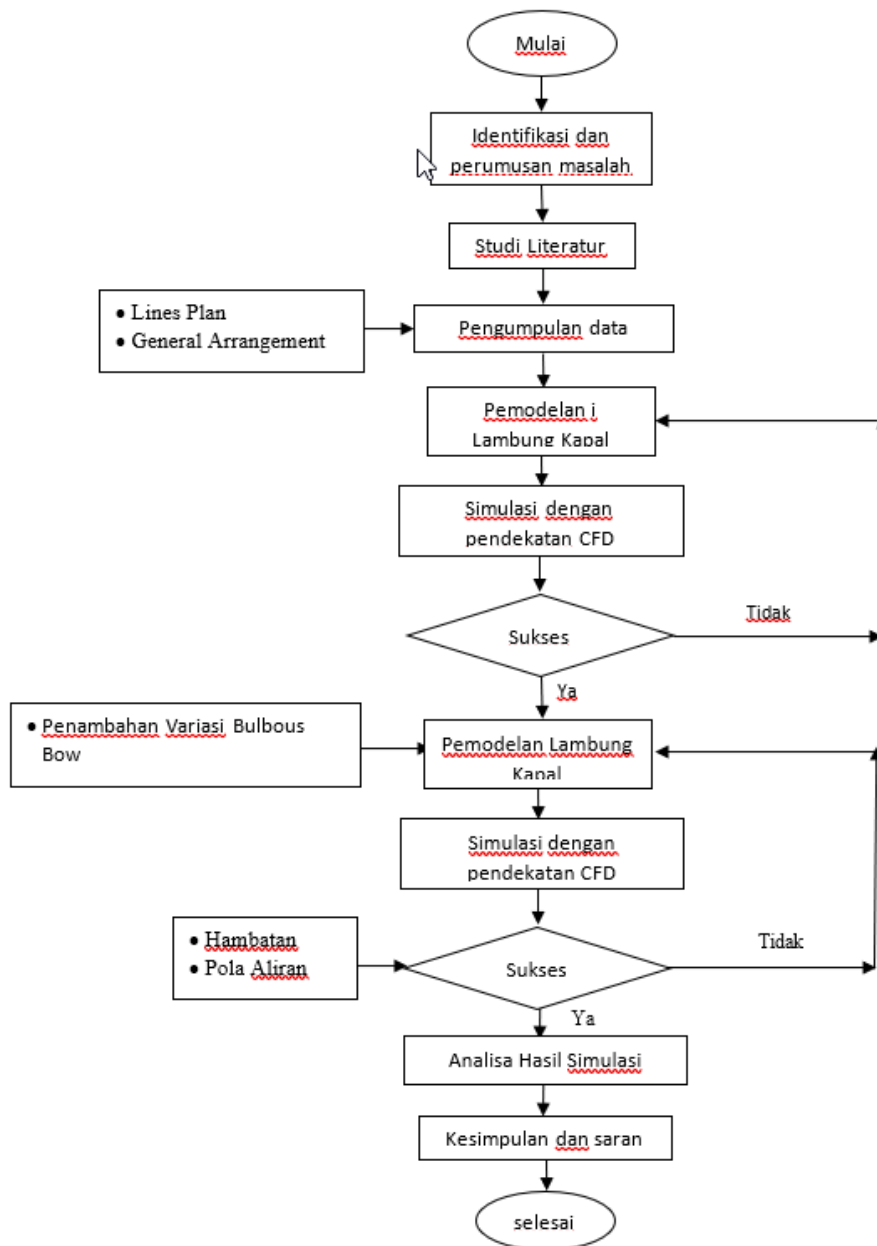 Mulai
Identifikasi dan
perumusan masalah
Studi Literatur
• Lines Plan
• General Arrangement
Pengumpulan data
Pemodelan i
Lambung Kapal
Simulasi dengan
pendekatan CFD
Sukses
Tidak
Ya
• Penambahan Variasi Bulbous
Bow
Pemodelan Lambung
Kapal
Simulasi dengan
pendekatan CFD
• Hambatan
• Pola Aliran
Sukses
Tidak
Ya
Analisa Hasil Simulasi
Kesimpulan dan saran
selesai